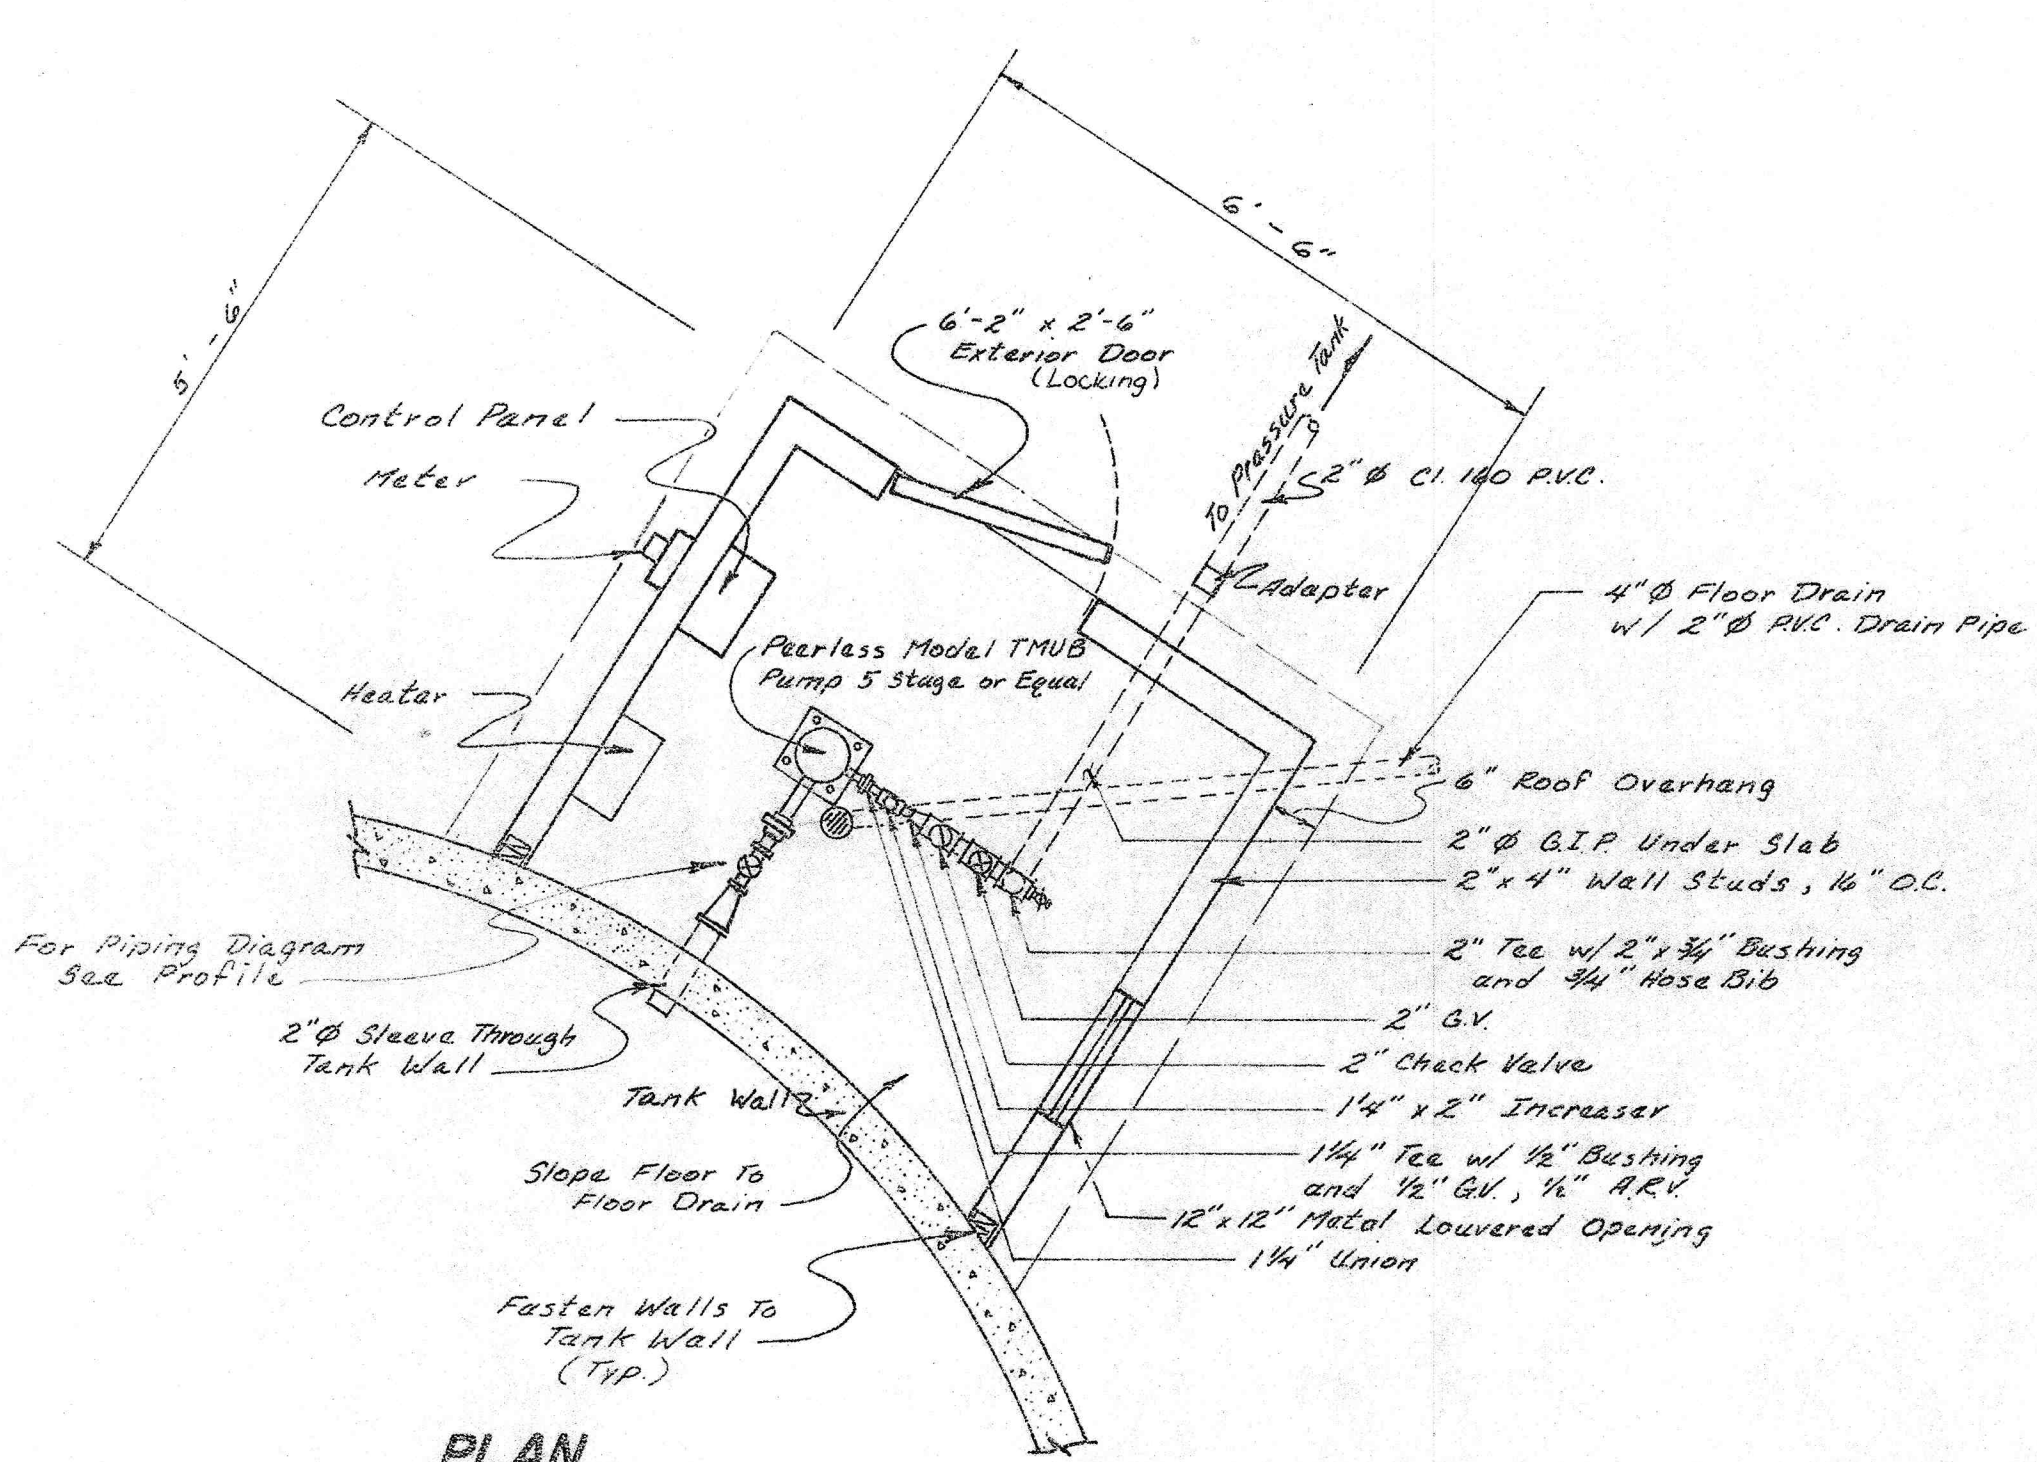 5' - 6"
6' - 6"
6'-2" x 2'-6"
Exterior Door
(Locking)
To Pressure Tank
Control Panel
Meter
2" Ø Cl. 160 P.V.C.
Adapter
4" Ø Floor Drain
w/ 2" Ø P.V.C. Drain Pipe
Peerless Model TMUB
Pump 5 Stage or Equal
Heater
6" Roof Overhang
2" Ø G.I.P. Under Slab
2" x 4" Wall Studs, 16" O.C.
For Piping Diagram
See Profile
2" Tee w/ 2" x 3/4" Bushing
and 3/4" Hose Bib
2" G.V.
2" Ø Sleeve Through
Tank Wall
2" Check Valve
Tank Wall
1'4" x 2" Increaser
1 1/4" Tee w/ 1/2" Bushing
and 1/2" G.V., 1/2" A.R.V.
Slope Floor To
Floor Drain
12" x 12" Metal Louvered Opening
1 1/4" Union
Fasten Walls To
Tank Wall
(Typ.)
PLAN